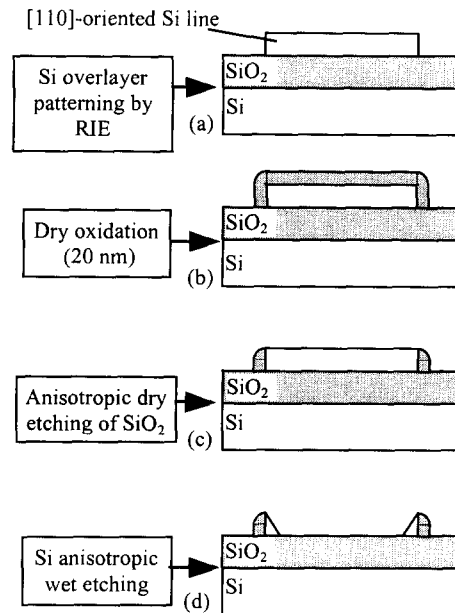 [110]-oriented Si line
Si overlayer
patterning by
RIE
(a)
SiO₂
Si
Dry oxidation
(20 nm)
(b)
SiO₂
Si
Anisotropic dry
etching of SiO₂
(c)
SiO₂
Si
Si anisotropic
wet etching
(d)
SiO₂
Si